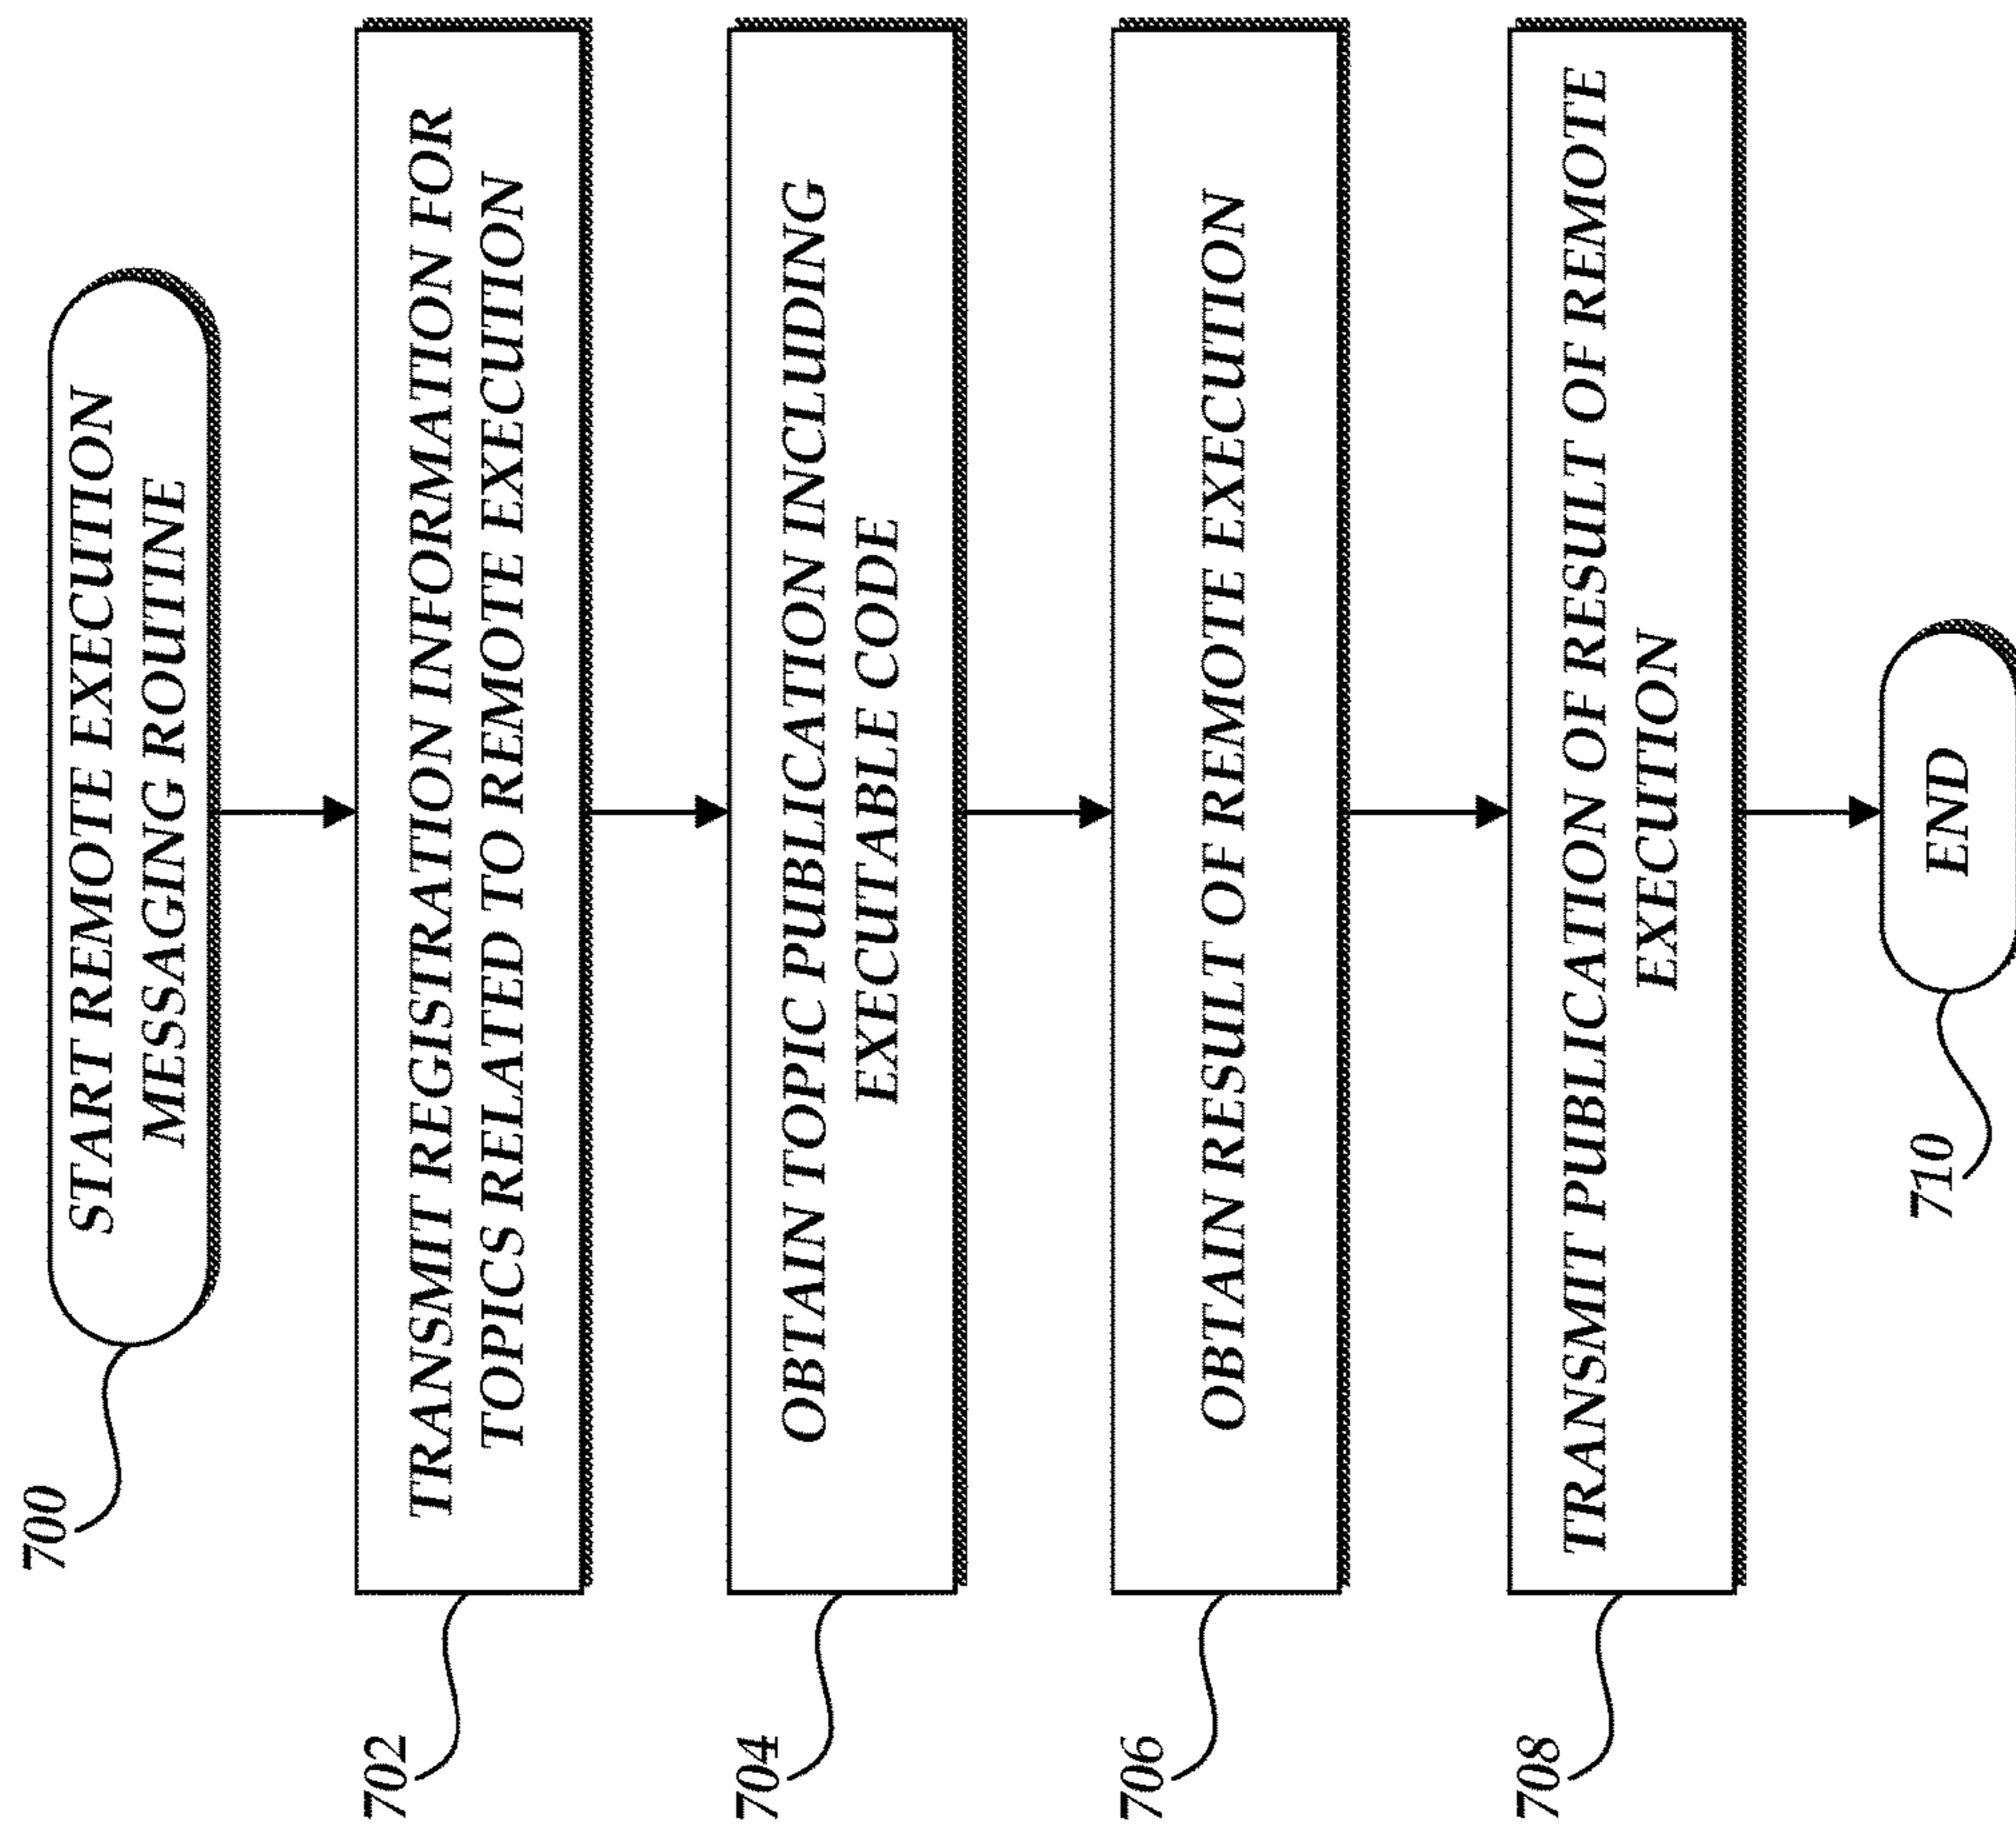 700
START REMOTE EXECUTION
MESSAGING ROUTINE
702
TRANSMIT REGISTRATION INFORMATION FOR
TOPICS RELATED TO REMOTE EXECUTION
704
OBTAIN TOPIC PUBLICATION INCLUDING
EXECUTABLE CODE
706
OBTAIN RESULT OF REMOTE EXECUTION
708
TRANSMIT PUBLICATION OF RESULT OF REMOTE
EXECUTION
710
END